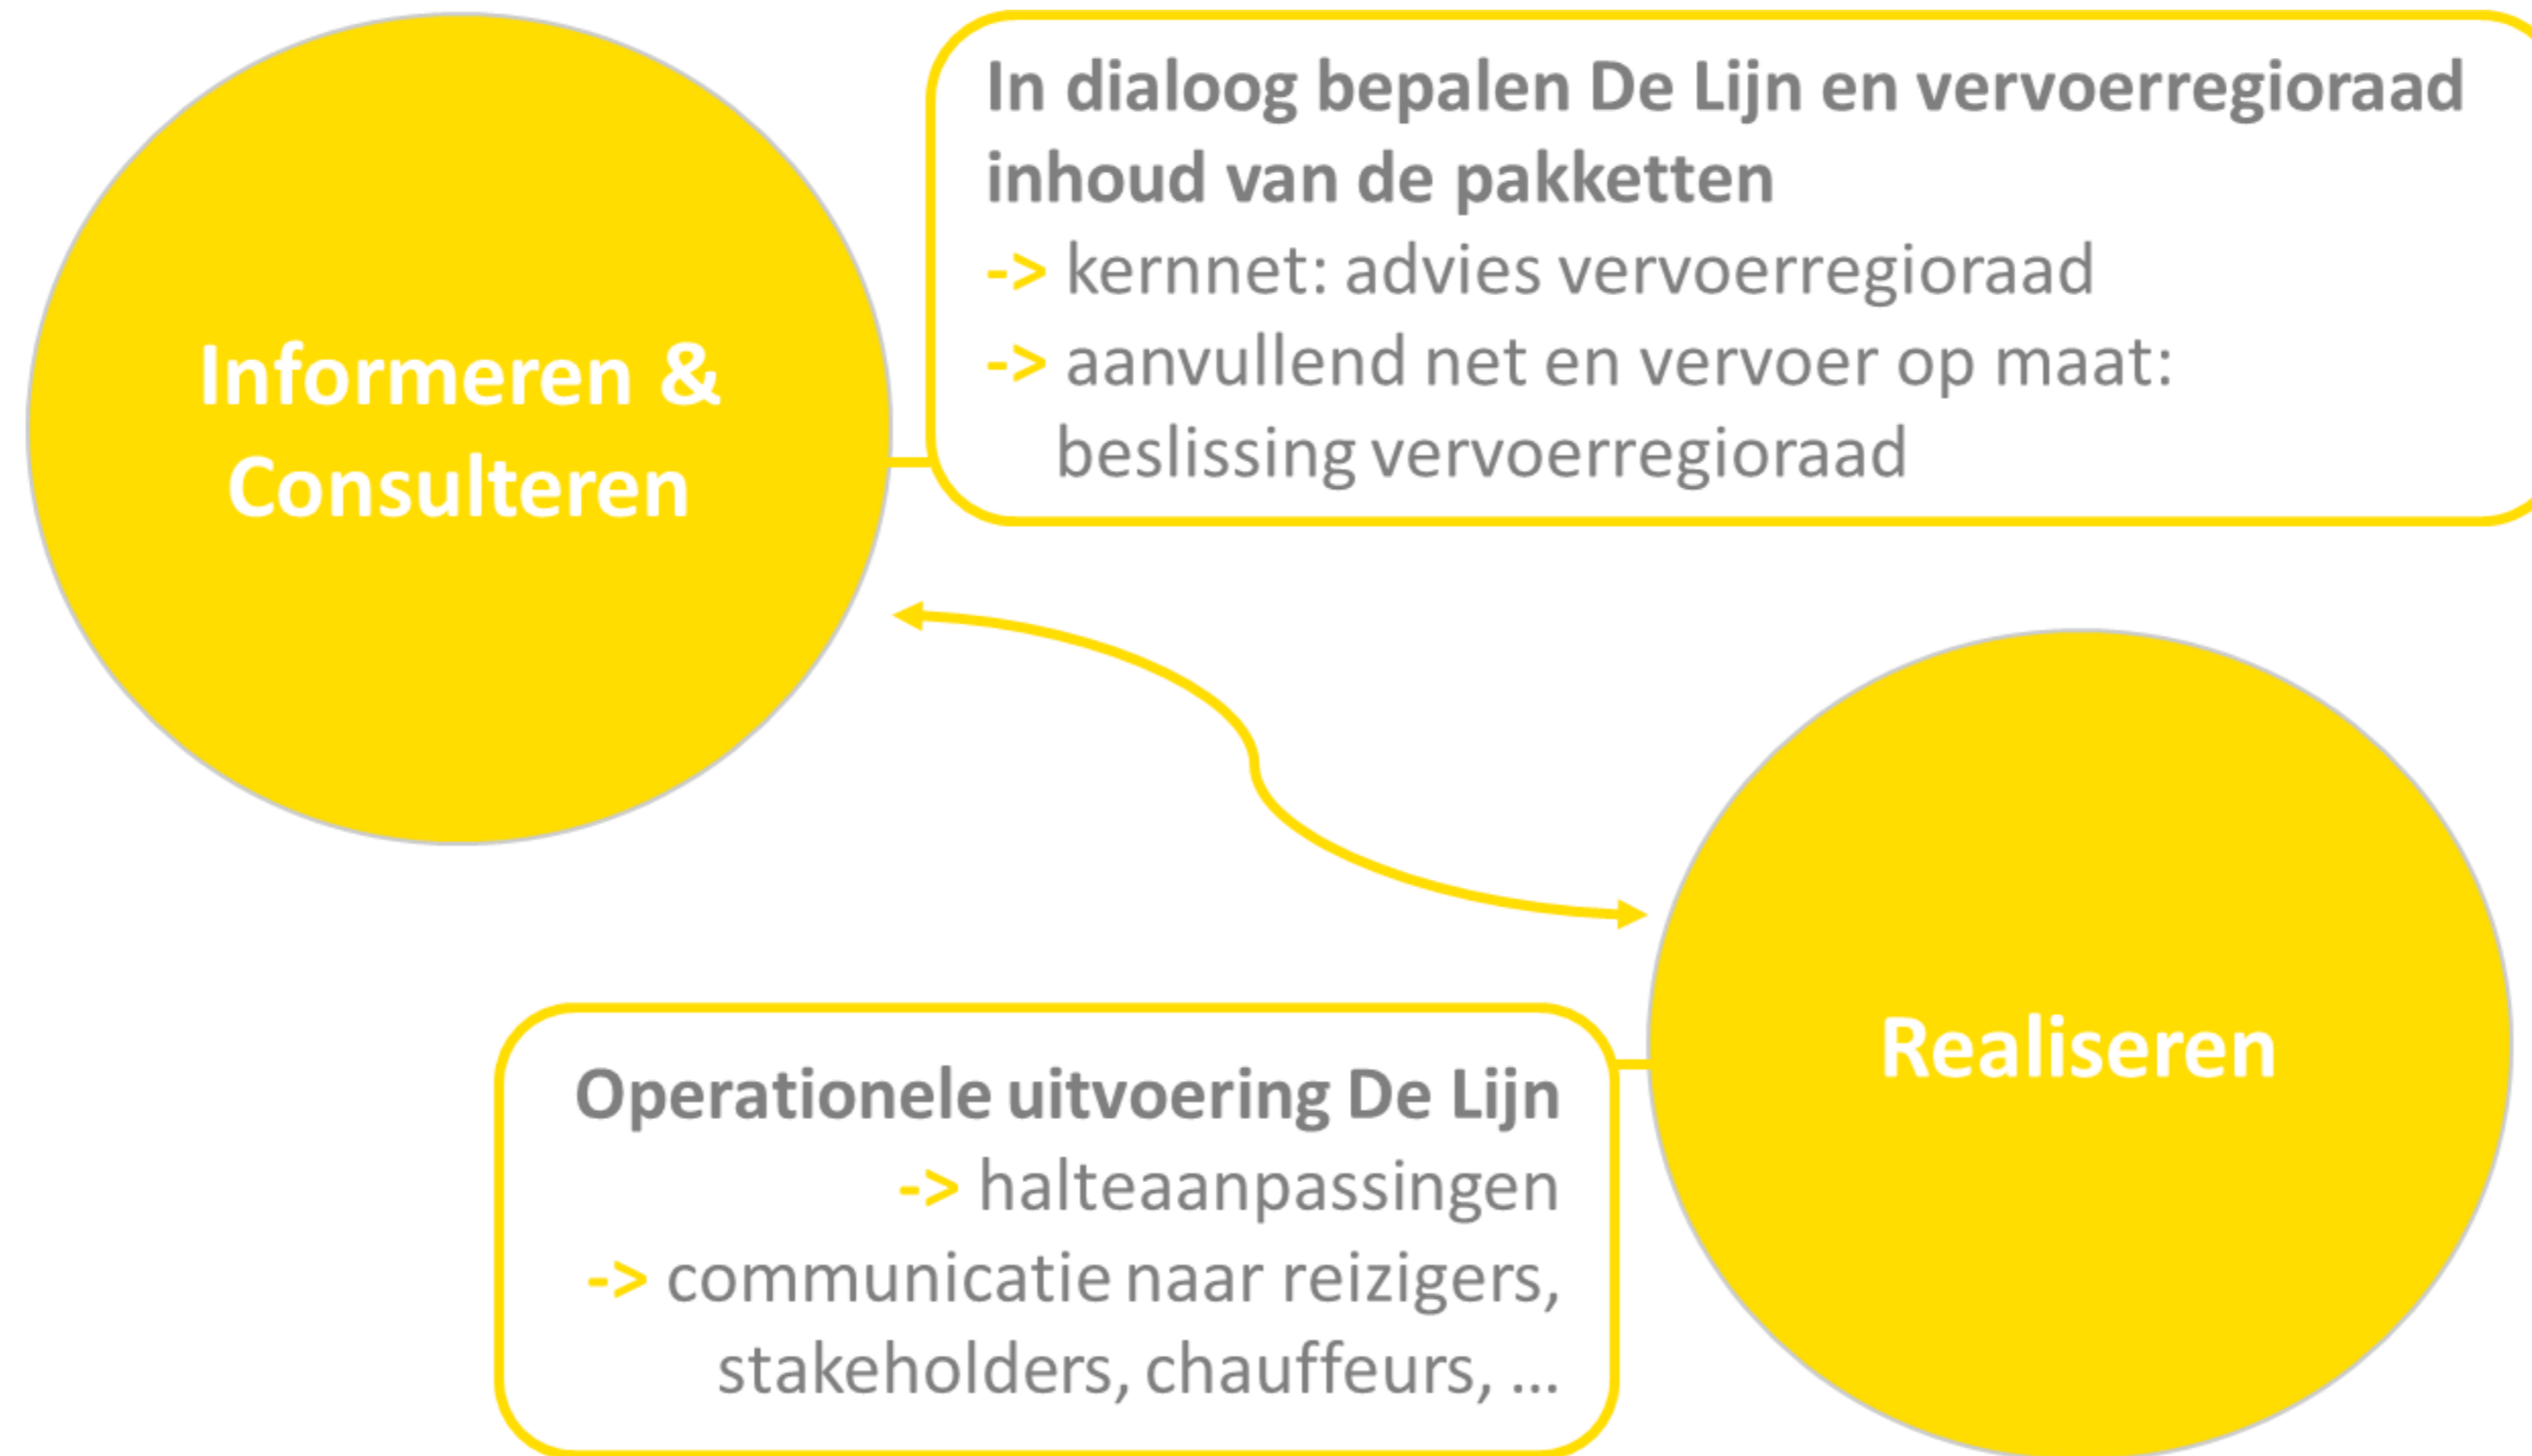 Informeren &
Consulteren
In dialoog bepalen De Lijn en vervoerregioraad
inhoud van de pakketten
-> kernnet: advies vervoerregioraad
-> aanvullend net en vervoer op maat:
beslissing vervoerregioraad
Operationele uitvoering De Lijn
-> halteaanpassingen
-> communicatie naar reizigers,
stakeholders, chauffeurs, ...
Realiseren